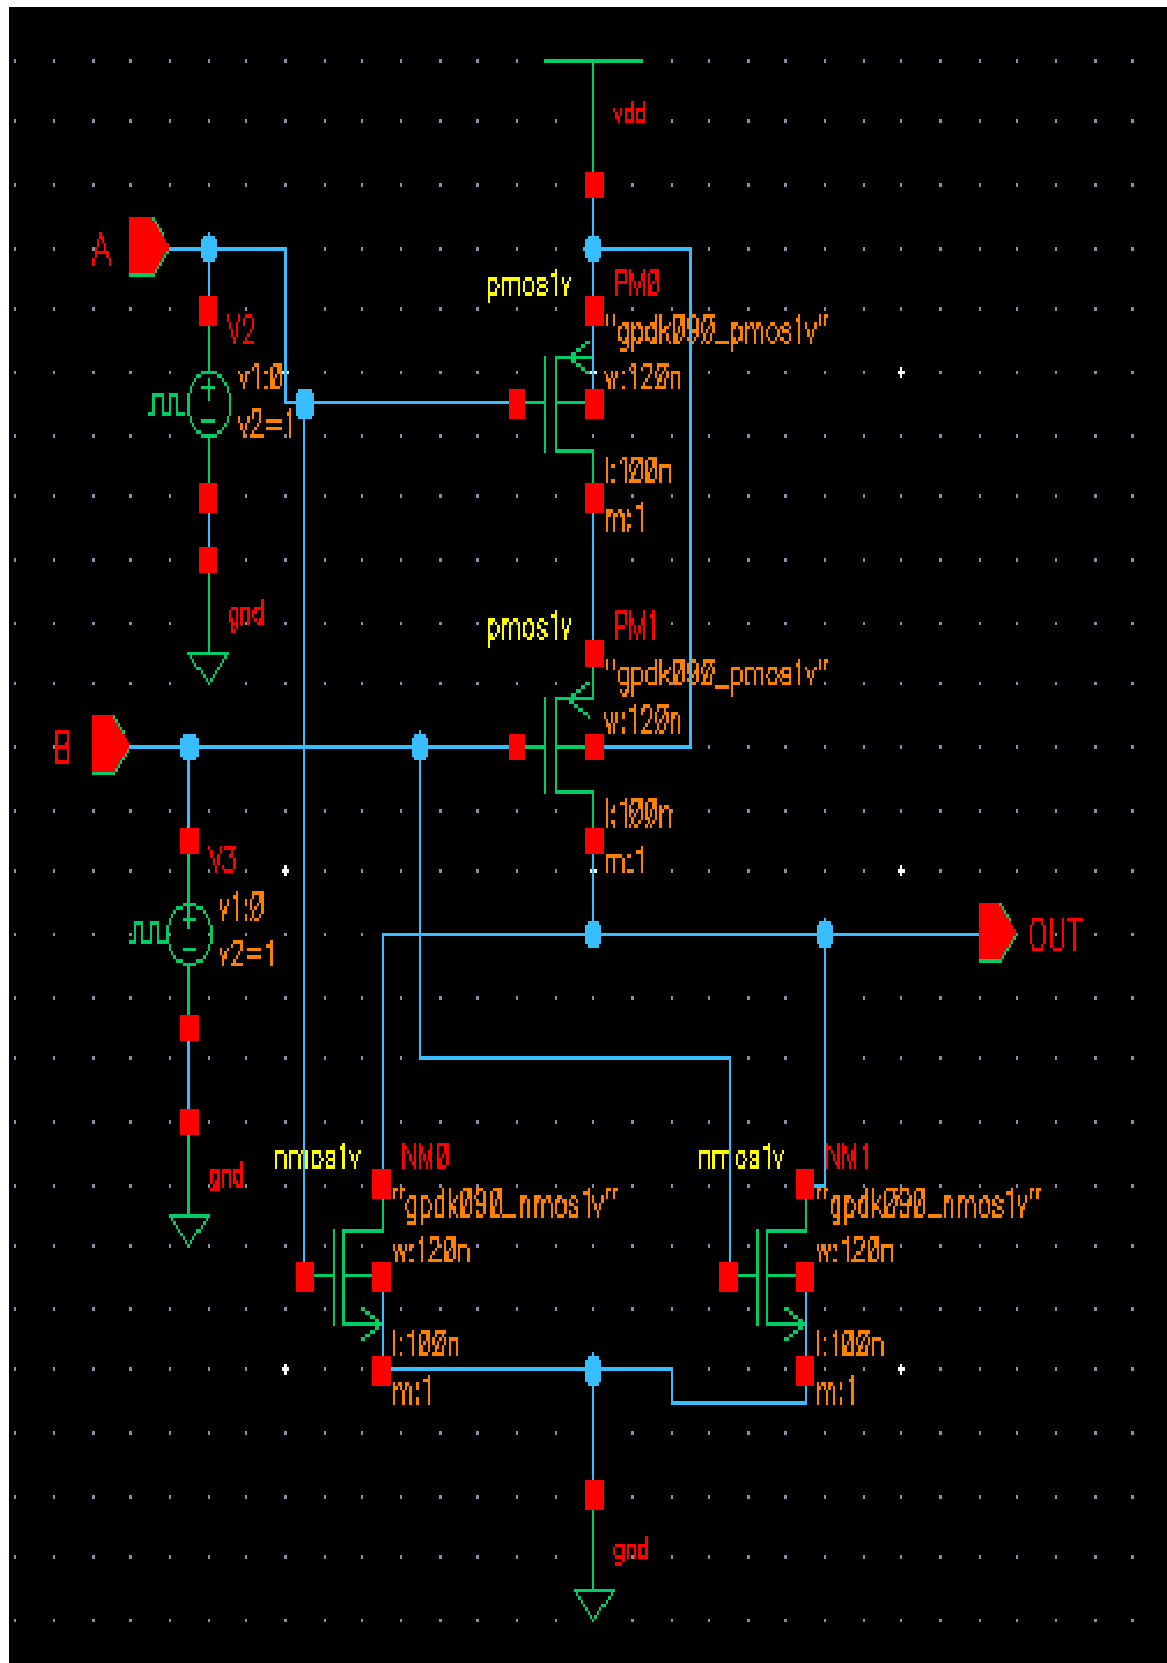 vdd
A
pmos1v PM0
"gpdk090_pmos1v"
V2
v1:0
w:120n
v2=1
l:100n
m:1
gnd
pmos1v PM1
"gpdk090_pmos1v"
w:120n
B
l:100n
V3
m:1
v1:0
v2=1
OUT
nmos1v NM0
nmos1v NM1
gnd
"gpdk090_nmos1v"
"gpdk090_nmos1v"
w:120n
w:120n
l:100n
l:100n
m:1
m:1
gnd